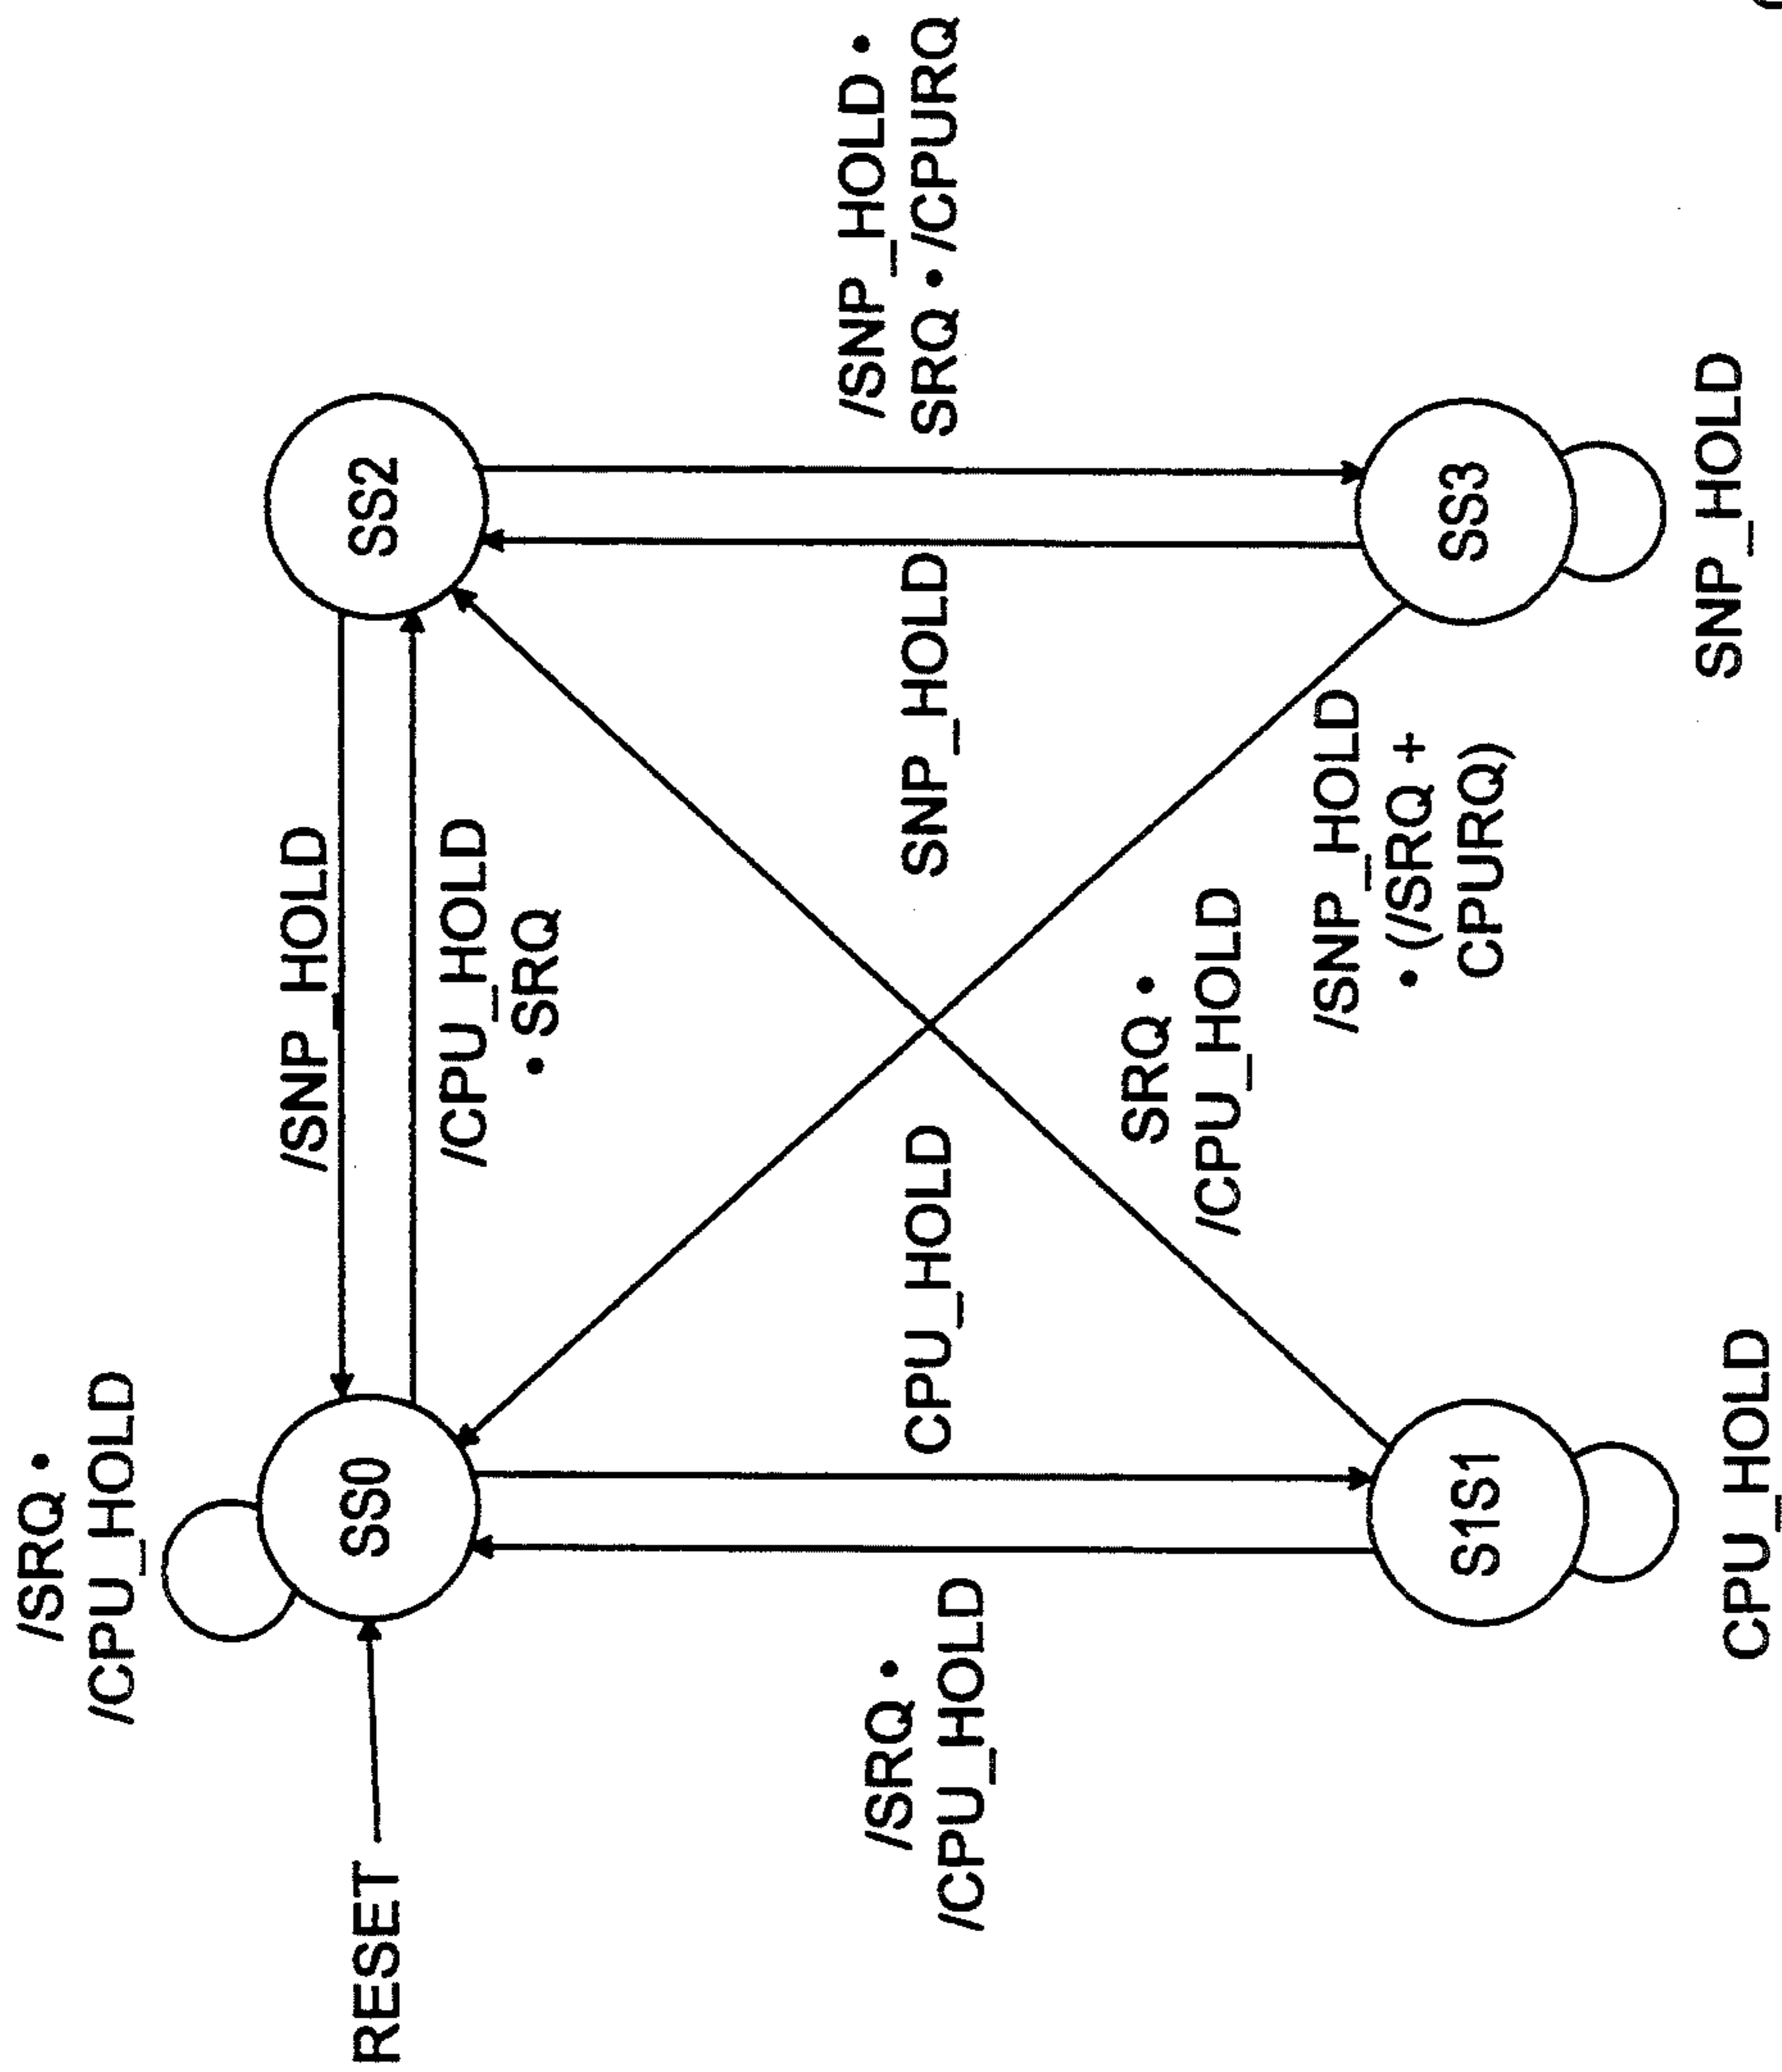 /SRQ •
/CPU_HOLD
/SNP_HOLD
RESET
SS0
SS2
/CPU_HOLD
• SRQ
/SRQ •
/CPU_HOLD
CPU_HOLD
SNP_HOLD
/SNP_HOLD •
SRQ • /CPURQ
SRQ •
/CPU_HOLD
/SNP_HOLD
• (/SRQ +
CPURQ)
S1S1
SS3
CPU_HOLD
SNP_HOLD